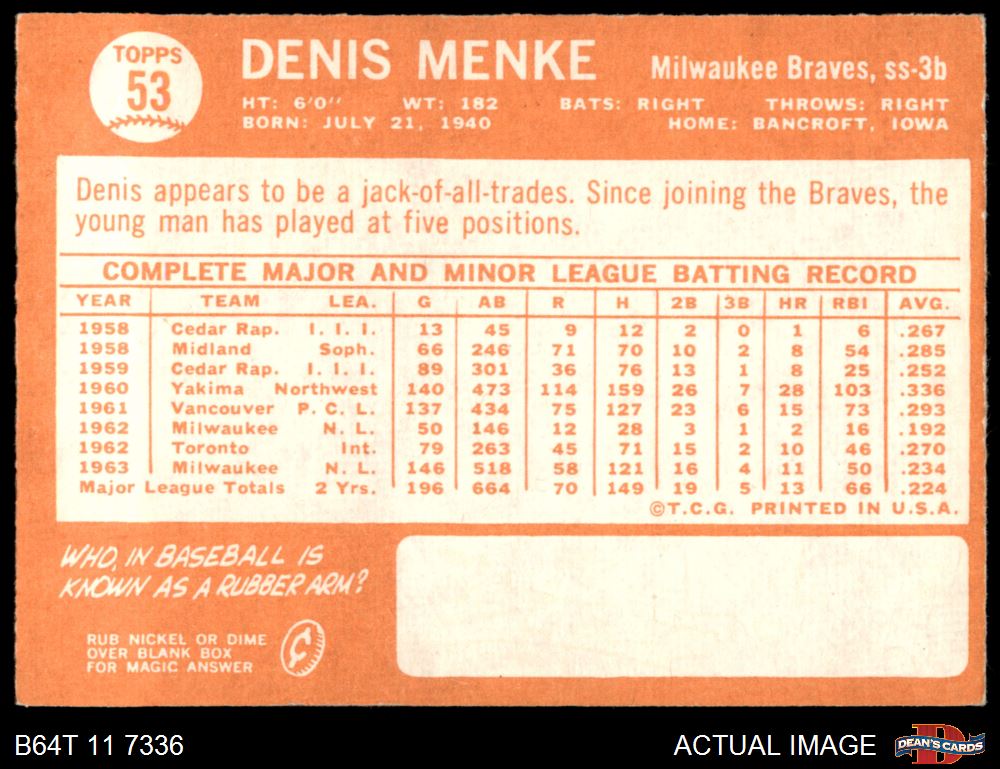 TOPPS
53
DENIS MENKE
Milwaukee Braves, ss-3b
HT: 6'0" WT: 182 BATS: RIGHT THROWS: RIGHT
BORN: JULY 21, 1940 HOME: BANCROFT, IOWA
Denis appears to be a jack-of-all-trades. Since joining the Braves, the
young man has played at five positions.
COMPLETE MAJOR AND MINOR LEAGUE BATTING RECORD
YEAR TEAM LEA. G AB R H 2B 3B HR RBI AVG.
1958 Cedar Rap. I. I. I. 13 45 9 12 2 0 1 6 .267
1958 Midland Soph. 66 246 71 70 10 2 8 54 .285
1959 Cedar Rap. I. I. I. 89 301 36 76 13 1 8 25 .252
1960 Yakima Northwest 140 473 114 159 26 7 28 103 .336
1961 Vancouver P. C. L. 137 434 75 127 23 6 15 73 .293
1962 Milwaukee N. L. 50 146 12 28 3 1 2 16 .192
1962 Toronto Int. 79 263 45 71 15 2 10 46 .270
1963 Milwaukee N. L. 146 518 58 121 16 4 11 50 .234
Major League Totals 2 Yrs. 196 664 70 149 19 5 13 66 .224
©T.C.G. PRINTED IN U.S.A.
WHO, IN BASEBALL IS
KNOWN AS A RUBBER ARM?
RUB NICKEL OR DIME
OVER BLANK BOX
FOR MAGIC ANSWER
¢
B64T 11 7336
ACTUAL IMAGE
D
DEAN'S CARDS